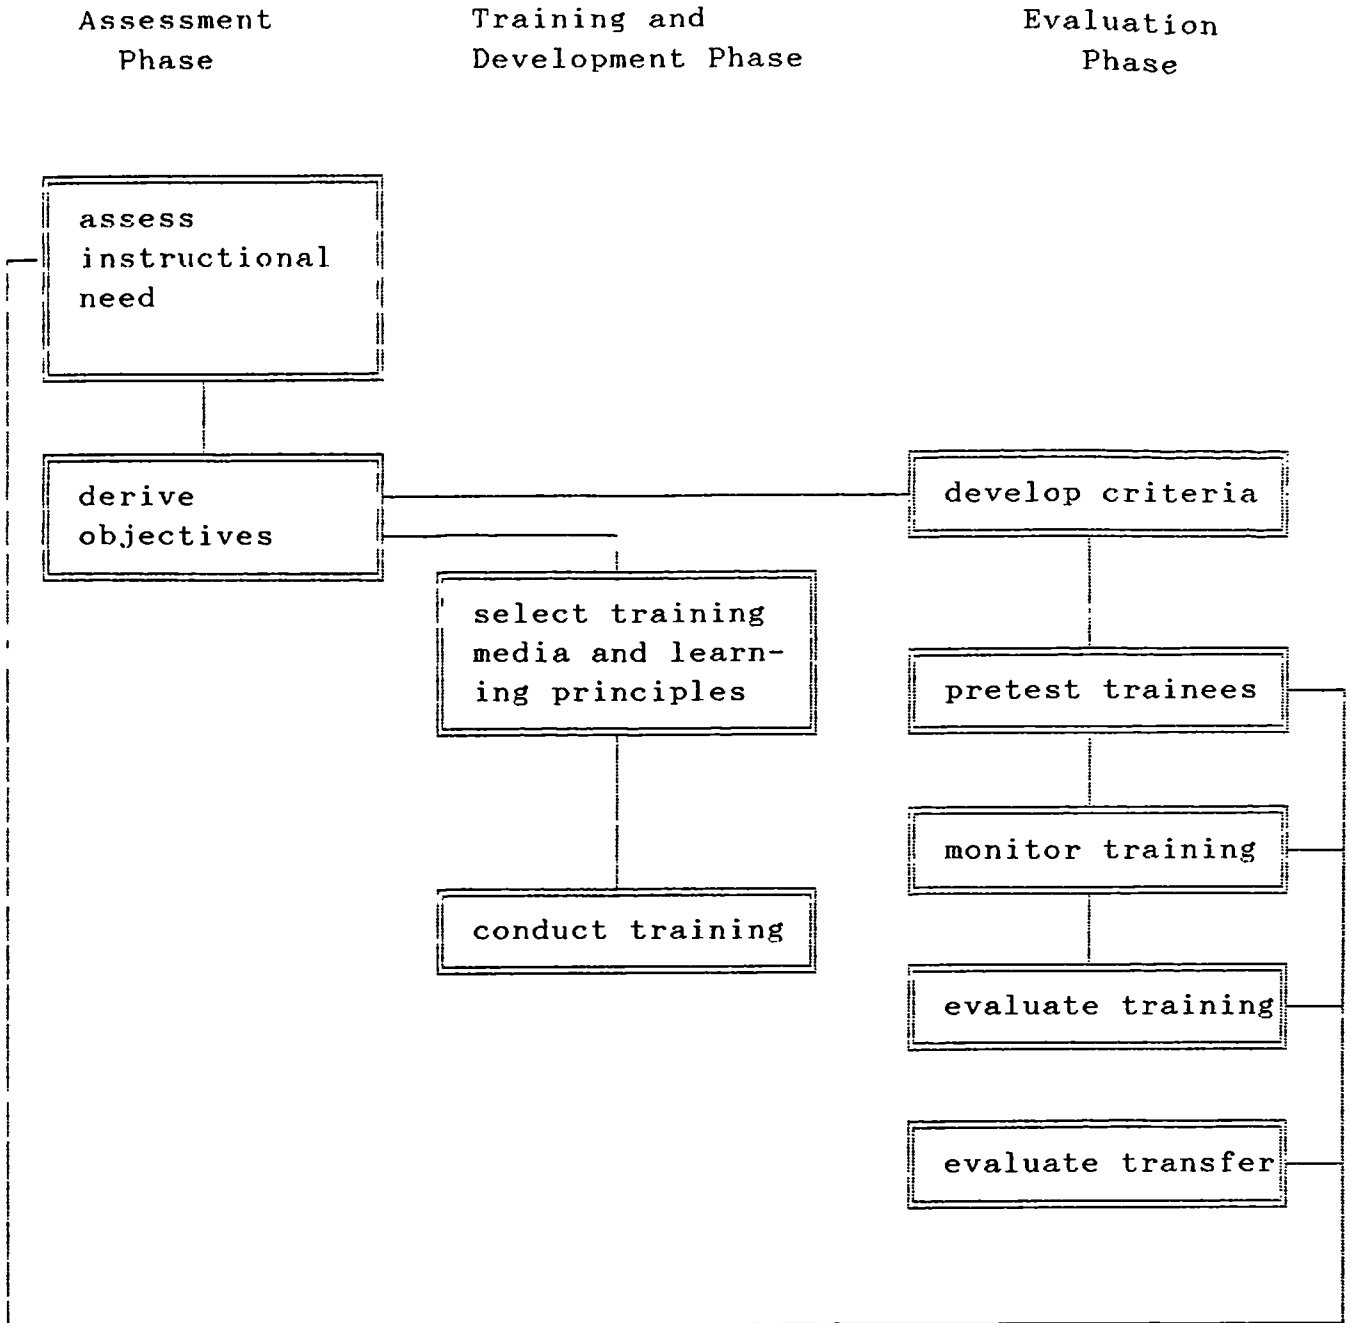 Assessment
Phase
Training and
Development Phase
Evaluation
Phase
assess
instructional
need
derive
objectives
select training
media and learn-
ing principles
conduct training
develop criteria
pretest trainees
monitor training
evaluate training
evaluate transfer